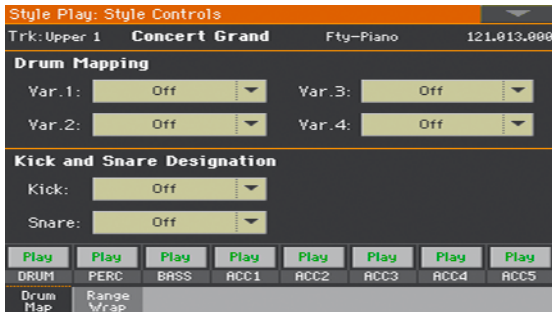 Style Play: Style Controls
Trk:Upper 1 Concert Grand Fty-Piano 121.013.000
Drum Mapping
Var.1: Off Var.3: Off
Var.2: Off Var.4: Off
Kick and Snare Designation
Kick: Off
Snare: Off
Play Play Play Play Play Play Play Play
DRUM PERC BASS ACC1 ACC2 ACC3 ACC4 ACC5
Drum Range
Map Wrap